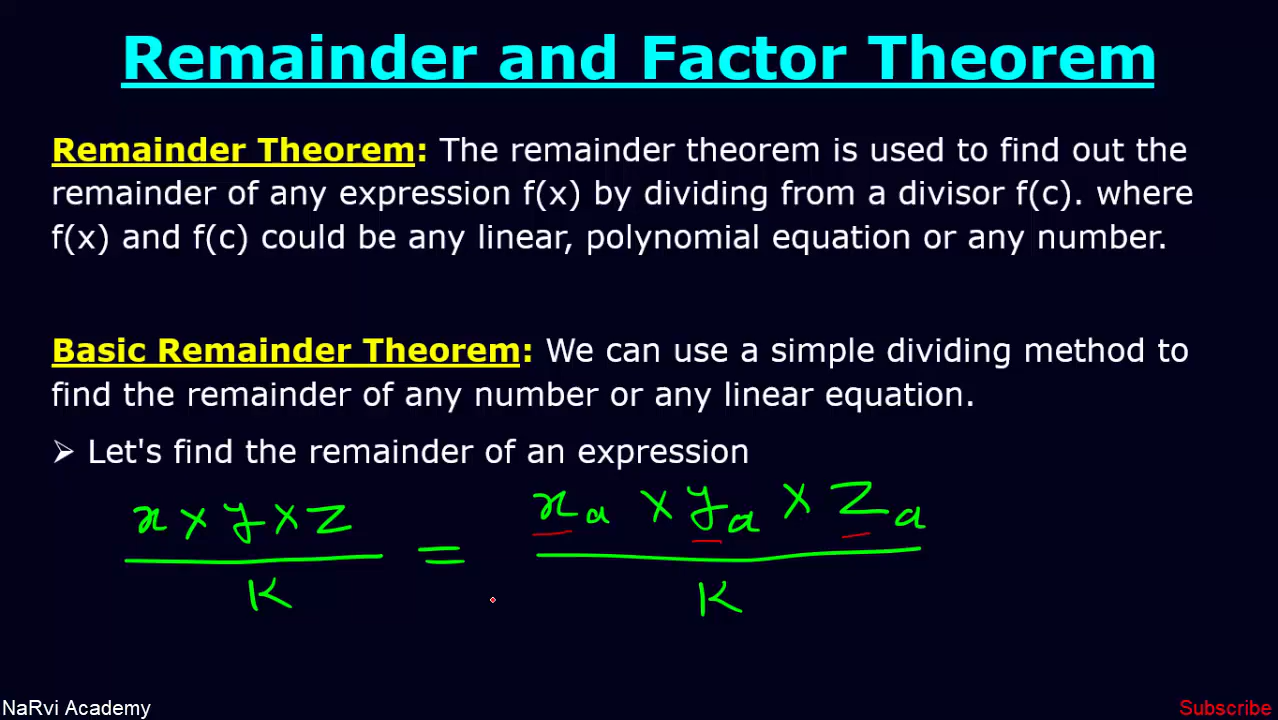 Remainder and Factor Theorem
Remainder Theorem: The remainder theorem is used to find out the
remainder of any expression f(x) by dividing from a divisor f(c). where
f(x) and f(c) could be any linear, polynomial equation or any number.
Basic Remainder Theorem: We can use a simple dividing method to
find the remainder of any number or any linear equation.
➢ Let's find the remainder of an expression
x × y × z / K = xₐ × yₐ × zₐ / K
NaRvi Academy
Subscribe